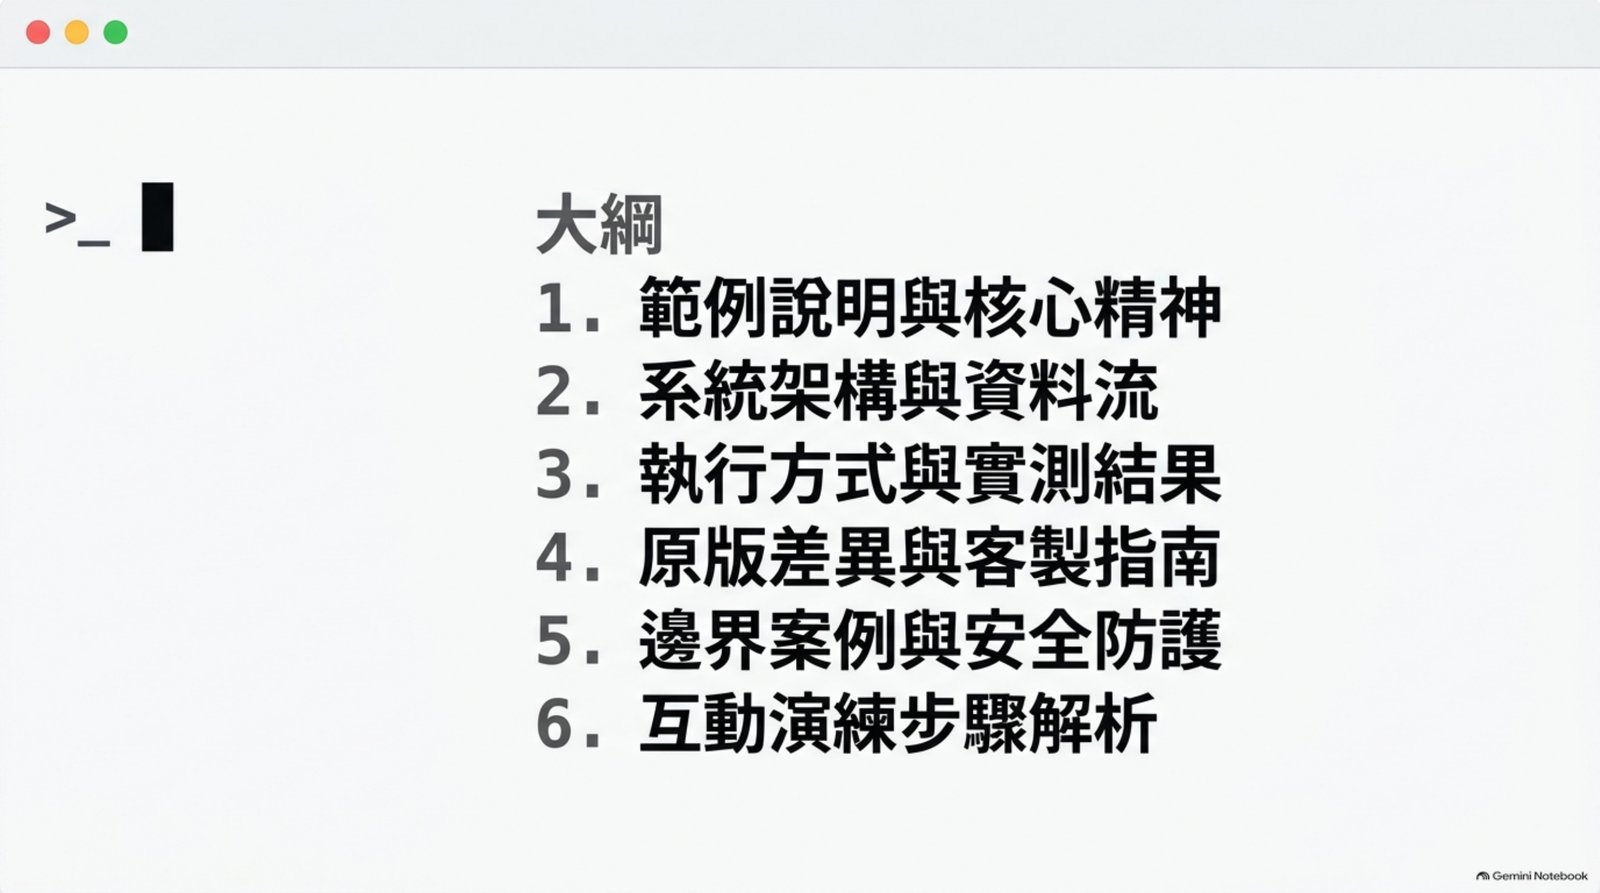 >_
大綱
1. 範例說明與核心精神
2. 系統架構與資料流
3. 執行方式與實測結果
4. 原版差異與客製指南
5. 邊界案例與安全防護
6. 互動演練步驟解析
Gemini Notebook